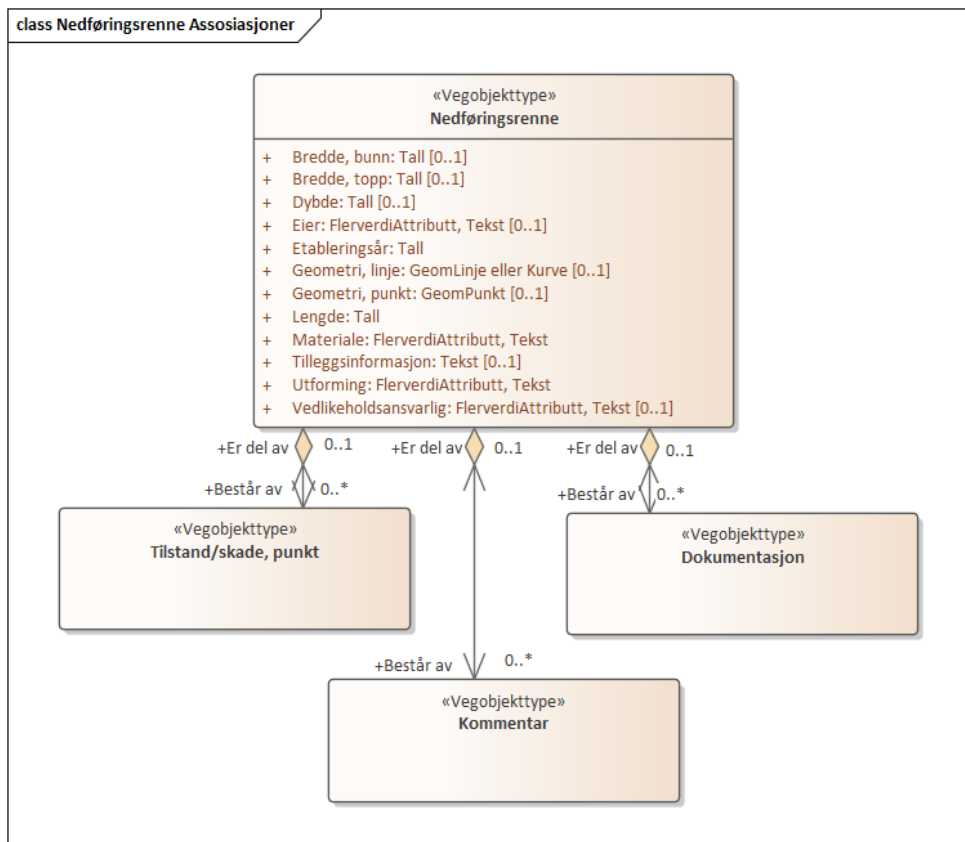 class Nedføringsrenne Assosiasjoner
«Vegobjekttype»
Nedføringsrenne
+ Bredde, bunn: Tall [0..1]
+ Bredde, topp: Tall [0..1]
+ Dybde: Tall [0..1]
+ Eier: FlerverdiAttributt, Tekst [0..1]
+ Etableringsår: Tall
+ Geometri, linje: GeomLinje eller Kurve [0..1]
+ Geometri, punkt: GeomPunkt [0..1]
+ Lengde: Tall
+ Materiale: FlerverdiAttributt, Tekst
+ Tilleggsinformasjon: Tekst [0..1]
+ Utforming: FlerverdiAttributt, Tekst
+ Vedlikeholdsansvarlig: FlerverdiAttributt, Tekst [0..1]
+Er del av 0..1 +Er del av 0..1 +Er del av 0..1
+Består av 0..* +Består av 0..*
«Vegobjekttype»
Tilstand/skade, punkt
«Vegobjekttype»
Dokumentasjon
+Består av 0..*
«Vegobjekttype»
Kommentar